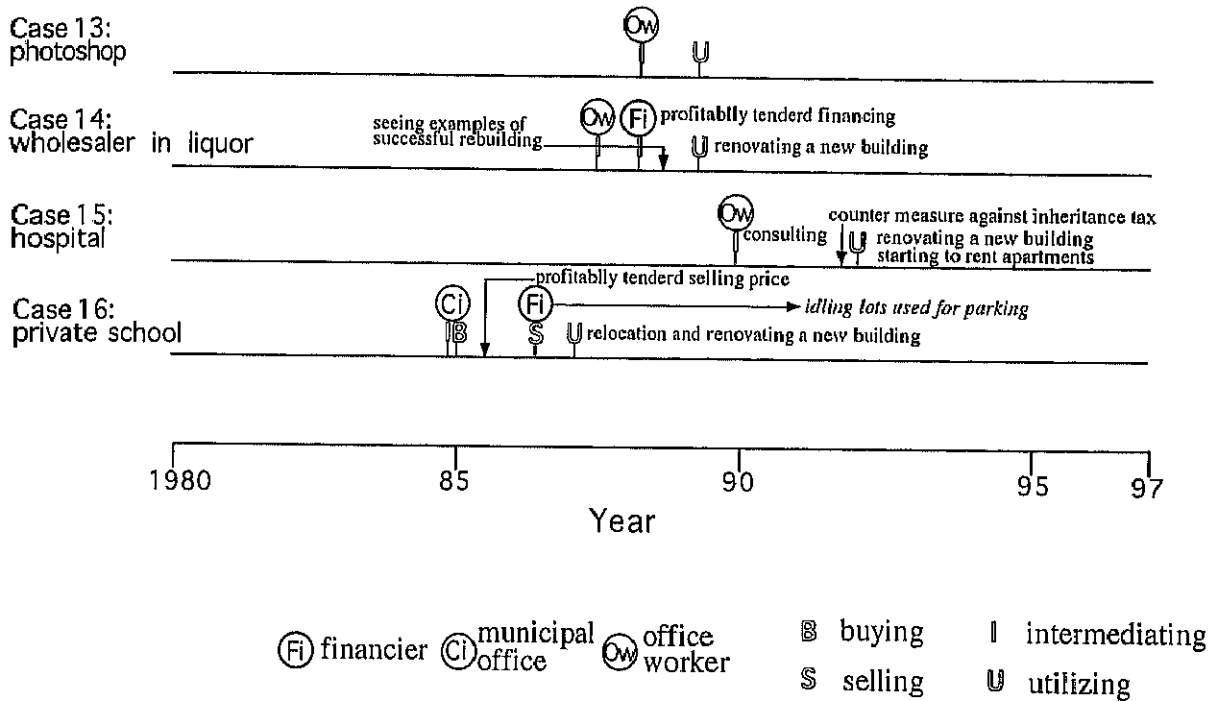 Case 13:
photoshop
Ow
I
U
Case 14:
wholesaler in liquor
seeing examples of
successful rebuilding
Ow
I
Fi
I
profitablly tenderd financing
U renovating a new building
Case 15:
hospital
Ow
I
consulting
counter measure against inheritance tax
U renovating a new building
starting to rent apartments
Case 16:
private school
profitablly tenderd selling price
Ci
I B
Fi
S
idling lots used for parking
U relocation and renovating a new building
1980 85 90 95 97
Year
Fi financier
Ci municipal
office
Ow office
worker
B buying
I intermediating
S selling
U utilizing